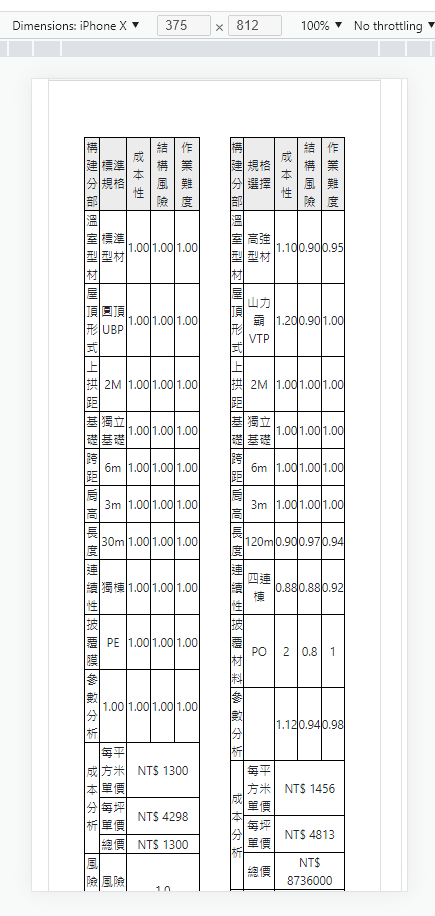 Dimensions: iPhone X ▼ 375 × 812 100% ▼ No throttling ▼
構建分部 標準規格 成本性 結構風險 作業難度
溫室型材 標準型材 1.00 1.00 1.00
屋頂形式 圓頂UBP 1.00 1.00 1.00
上拱距 2M 1.00 1.00 1.00
基礎 獨立基礎 1.00 1.00 1.00
跨距 6m 1.00 1.00 1.00
肩高 3m 1.00 1.00 1.00
長度 30m 1.00 1.00 1.00
連續性 獨棟 1.00 1.00 1.00
披覆膜 PE 1.00 1.00 1.00
參數分析 1.00 1.00 1.00 1.00
成本分析 每平方米單價 NT$ 1300
每坪單價 NT$ 4298
總價 NT$ 1300
風險 風險 1.0
構建分部 規格選擇 成本性 結構風險 作業難度
溫室型材 高強型材 1.10 0.90 0.95
屋頂形式 山力霸VTP 1.20 0.90 1.00
上拱距 2M 1.00 1.00 1.00
基礎 獨立基礎 1.00 1.00 1.00
跨距 6m 1.00 1.00 1.00
肩高 3m 1.00 1.00 1.00
長度 120m 0.90 0.97 0.94
連續性 四連棟 0.88 0.88 0.92
披覆材料 PO 2 0.8 1
參數分析 1.12 0.94 0.98
成本分析 每平方米單價 NT$ 1456
每坪單價 NT$ 4813
總價 NT$ 8736000